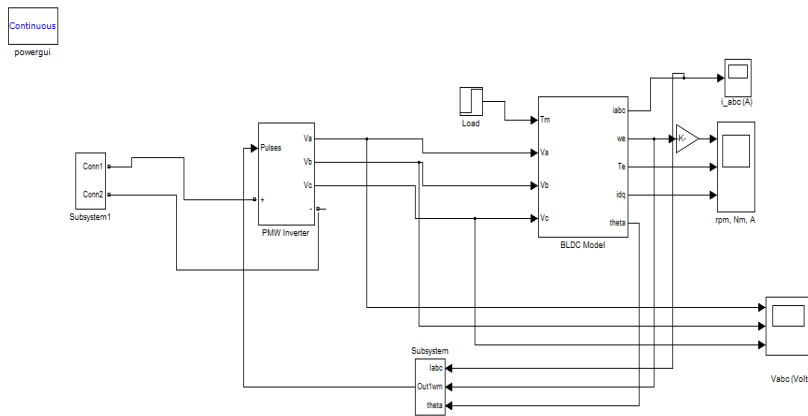 Continuous
powergui
Conn1
Conn2
Subsystem1
Pulses
+
Va
Vb
Vc
-
PMW Inverter
Load
Tm
Va
Vb
Vc
iabc
we
Te
idq
theta
BLDC Model
K-
i_abc (A)
rpm, Nm, A
Vabc (Volt
Subsystem
Iabc
Out1wm
theta